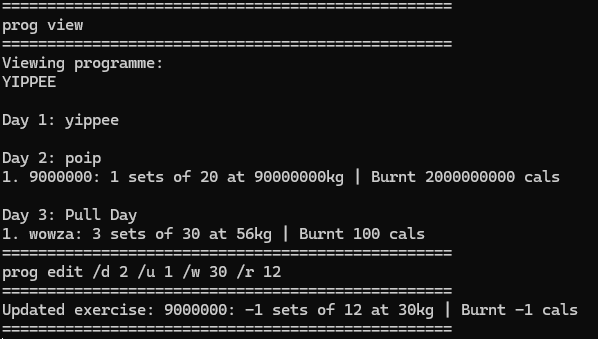 ==================================================
prog view
==================================================
Viewing programme:
YIPPEE
Day 1: yippee
Day 2: poip
1. 9000000: 1 sets of 20 at 90000000kg | Burnt 2000000000 cals
Day 3: Pull Day
1. wowza: 3 sets of 30 at 56kg | Burnt 100 cals
==================================================
prog edit /d 2 /u 1 /w 30 /r 12
==================================================
Updated exercise: 9000000: -1 sets of 12 at 30kg | Burnt -1 cals
==================================================